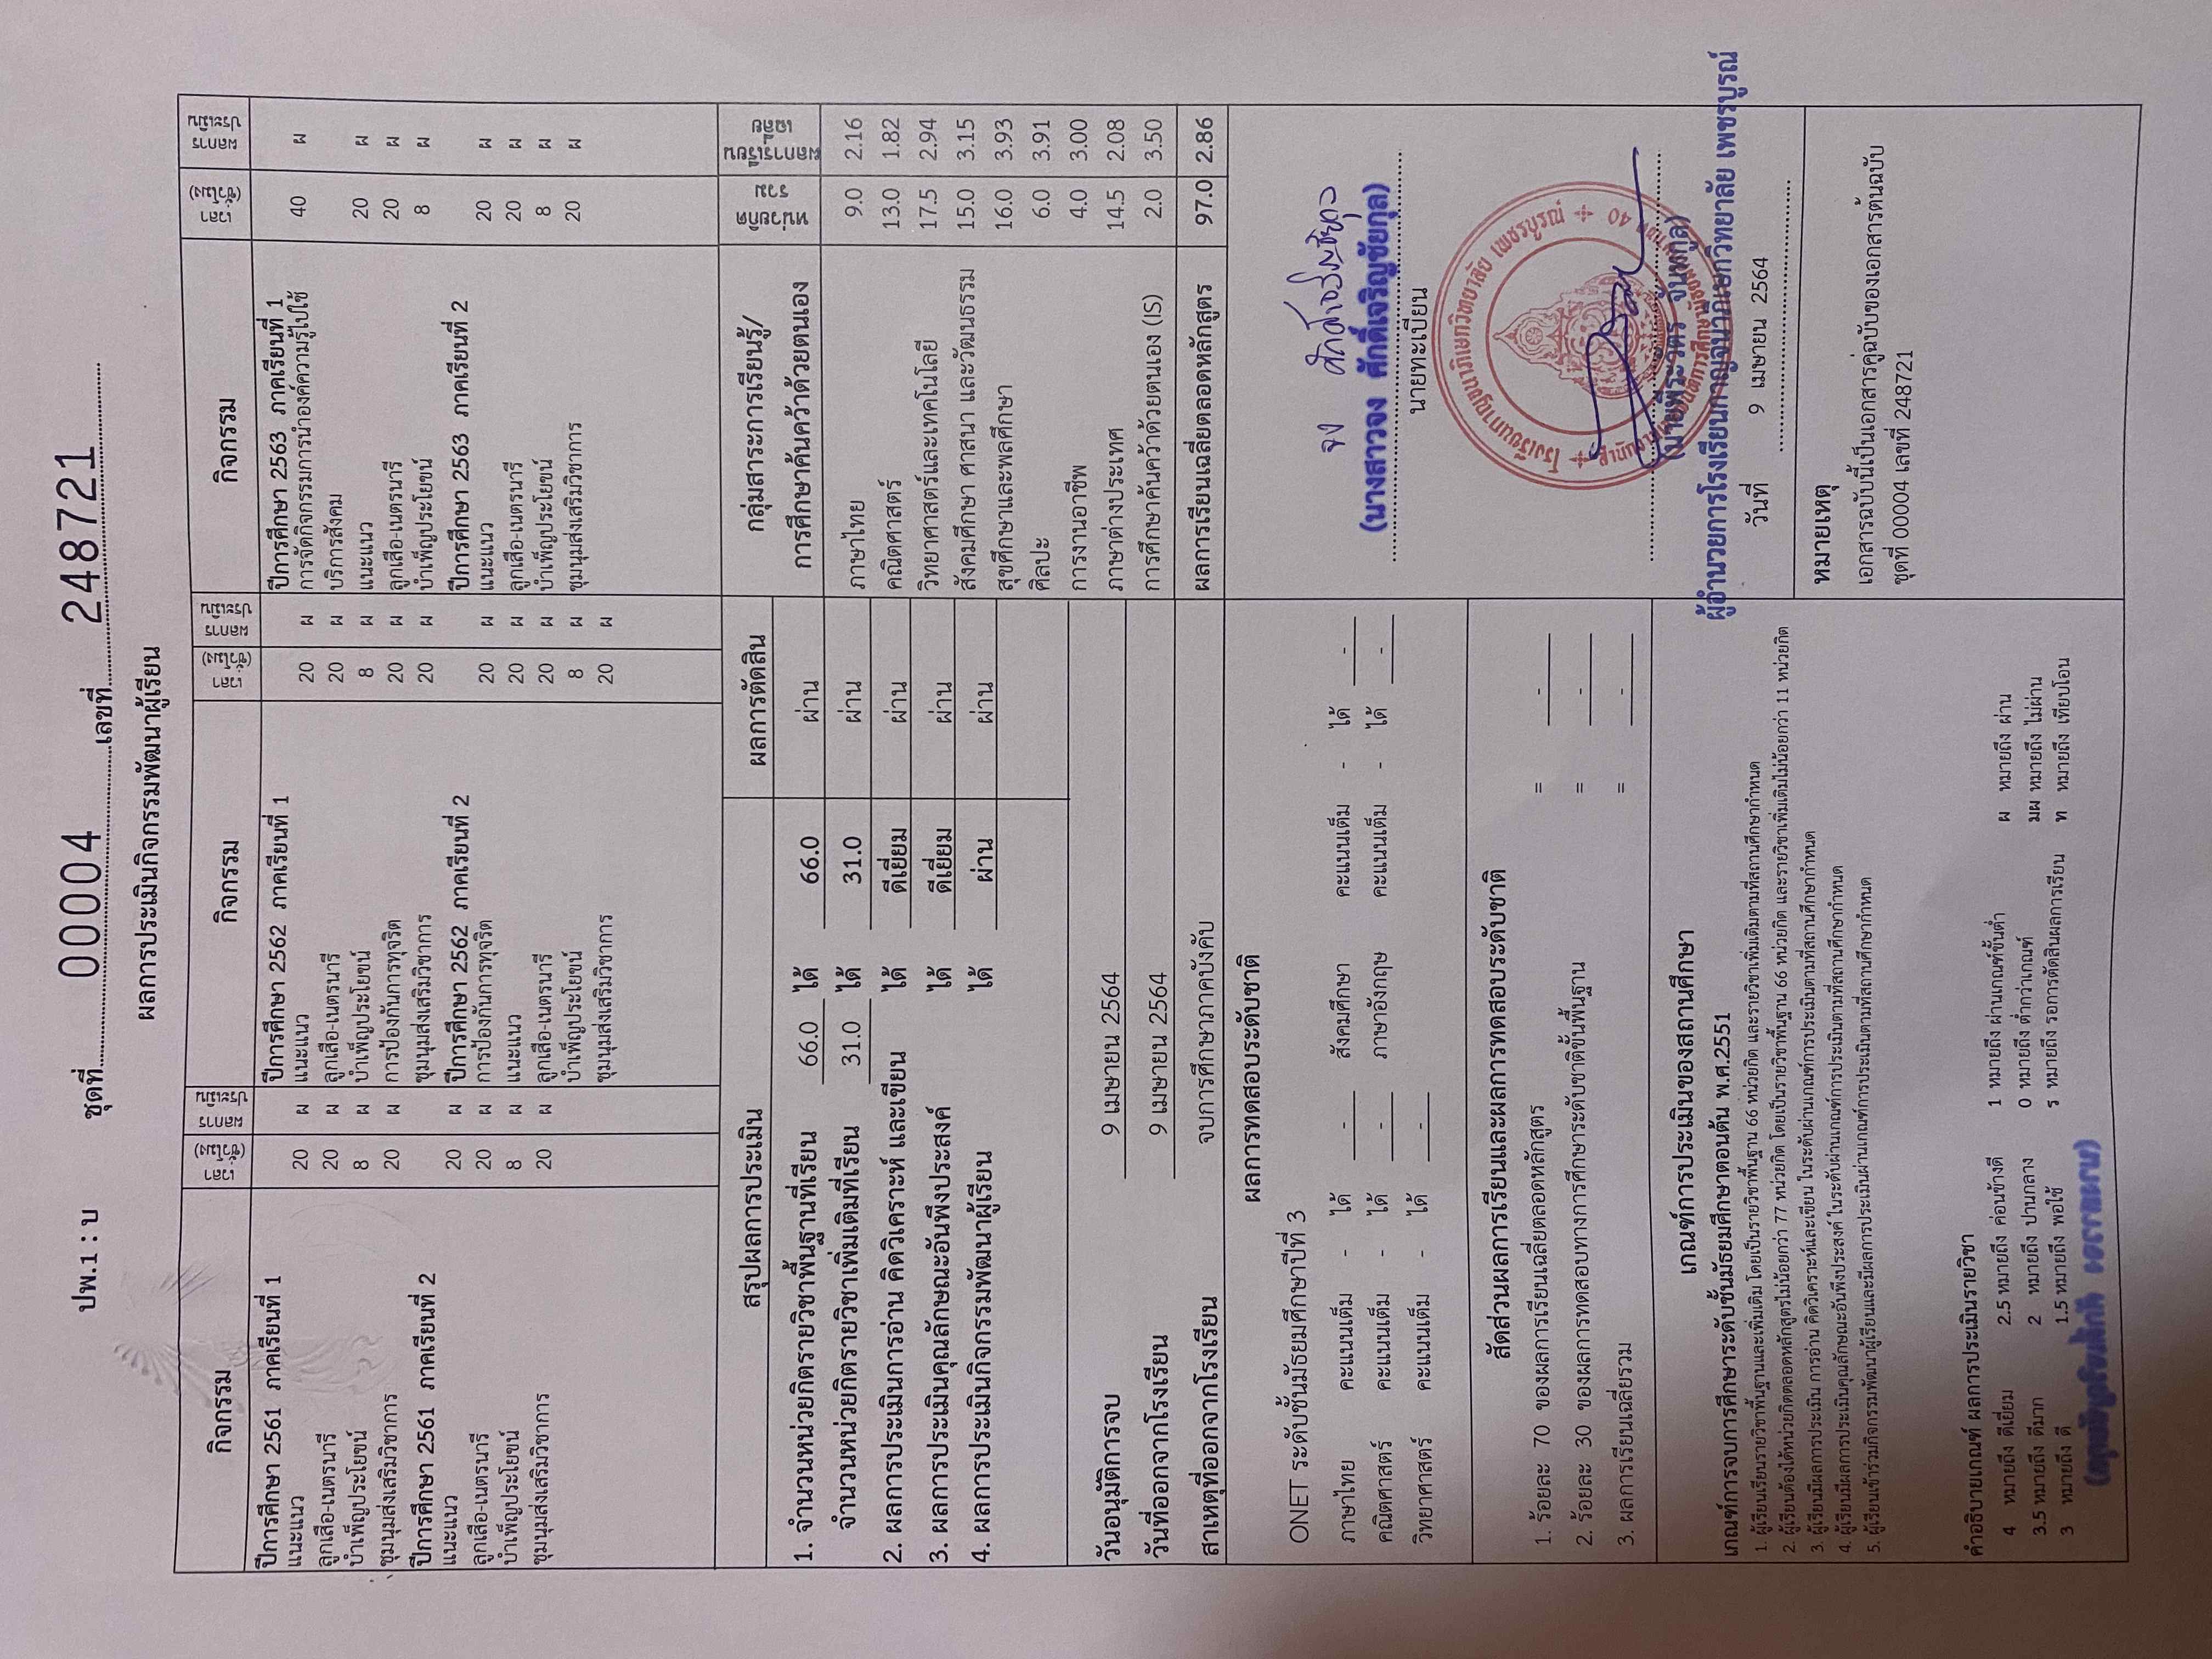 ปพ.1 : บ ชุดที่ 00004 เลขที่ 248721
ผลการประเมินกิจกรรมพัฒนาผู้เรียน
กิจกรรม
เวลา (ชั่วโมง)
ผลการประเมิน
กิจกรรม
เวลา (ชั่วโมง)
ผลการประเมิน
กิจกรรม
เวลา (ชั่วโมง)
ผลการประเมิน
ปีการศึกษา 2561 ภาคเรียนที่ 1
แนะแนว 20 ผ
ลูกเสือ-เนตรนารี 20 ผ
บำเพ็ญประโยชน์ 8 ผ
ชุมนุมส่งเสริมวิชาการ 20 ผ
ปีการศึกษา 2561 ภาคเรียนที่ 2
แนะแนว 20 ผ
ลูกเสือ-เนตรนารี 20 ผ
บำเพ็ญประโยชน์ 8 ผ
ชุมนุมส่งเสริมวิชาการ 20 ผ
ปีการศึกษา 2562 ภาคเรียนที่ 1
แนะแนว 20 ผ
ลูกเสือ-เนตรนารี 20 ผ
บำเพ็ญประโยชน์ 8 ผ
การป้องกันการทุจริต 20 ผ
ชุมนุมส่งเสริมวิชาการ 20 ผ
ปีการศึกษา 2562 ภาคเรียนที่ 2
การป้องกันการทุจริต 20 ผ
แนะแนว 20 ผ
ลูกเสือ-เนตรนารี 20 ผ
บำเพ็ญประโยชน์ 8 ผ
ชุมนุมส่งเสริมวิชาการ 20 ผ
ปีการศึกษา 2563 ภาคเรียนที่ 1
การจัดกิจกรรมการนำองค์ความรู้ไปใช้ 40 ผ
บริการสังคม
แนะแนว 20 ผ
ลูกเสือ-เนตรนารี 20 ผ
บำเพ็ญประโยชน์ 8 ผ
ปีการศึกษา 2563 ภาคเรียนที่ 2
แนะแนว 20 ผ
ลูกเสือ-เนตรนารี 20 ผ
บำเพ็ญประโยชน์ 8 ผ
ชุมนุมส่งเสริมวิชาการ 20 ผ
สรุปผลการประเมิน ผลการตัดสิน
1. จำนวนหน่วยกิตรายวิชาพื้นฐานที่เรียน 66.0 ได้ 66.0 ผ่าน
จำนวนหน่วยกิตรายวิชาเพิ่มเติมที่เรียน 31.0 ได้ 31.0 ผ่าน
2. ผลการประเมินการอ่าน คิดวิเคราะห์ และเขียน ได้ ดีเยี่ยม ผ่าน
3. ผลการประเมินคุณลักษณะอันพึงประสงค์ ได้ ดีเยี่ยม ผ่าน
4. ผลการประเมินกิจกรรมพัฒนาผู้เรียน ได้ ผ่าน ผ่าน
วันอนุมัติการจบ 9 เมษายน 2564
วันที่ออกจากโรงเรียน 9 เมษายน 2564
สาเหตุที่ออกจากโรงเรียน จบการศึกษาภาคบังคับ
กลุ่มสาระการเรียนรู้/
การศึกษาค้นคว้าด้วยตนเอง
หน่วยกิตรวม
ผลการเรียนเฉลี่ย
ภาษาไทย 9.0 2.16
คณิตศาสตร์ 13.0 1.82
วิทยาศาสตร์และเทคโนโลยี 17.5 2.94
สังคมศึกษา ศาสนา และวัฒนธรรม 15.0 3.15
สุขศึกษาและพลศึกษา 16.0 3.93
ศิลปะ 6.0 3.91
การงานอาชีพ 4.0 3.00
ภาษาต่างประเทศ 14.5 2.08
การศึกษาค้นคว้าด้วยตนเอง (IS) 2.0 3.50
ผลการเรียนเฉลี่ยตลอดหลักสูตร 97.0 2.86
ผลการทดสอบระดับชาติ
ONET ระดับชั้นมัธยมศึกษาปีที่ 3
ภาษาไทย คะแนนเต็ม - ได้ - สังคมศึกษา คะแนนเต็ม - ได้ -
คณิตศาสตร์ คะแนนเต็ม - ได้ - ภาษาอังกฤษ คะแนนเต็ม - ได้ -
วิทยาศาสตร์ คะแนนเต็ม - ได้ -
สัดส่วนผลการเรียนและผลการทดสอบระดับชาติ
1. ร้อยละ 70 ของผลการเรียนเฉลี่ยตลอดหลักสูตร = -
2. ร้อยละ 30 ของผลการทดสอบทางการศึกษาระดับชาติขั้นพื้นฐาน = -
3. ผลการเรียนเฉลี่ยรวม = -
เกณฑ์การประเมินของสถานศึกษา
เกณฑ์การจบการศึกษาระดับชั้นมัธยมศึกษาตอนต้น พ.ศ.2551
1. ผู้เรียนเรียนรายวิชาพื้นฐานและเพิ่มเติม โดยเป็นรายวิชาพื้นฐาน 66 หน่วยกิต และรายวิชาเพิ่มเติมตามที่สถานศึกษากำหนด
2. ผู้เรียนต้องได้หน่วยกิตตลอดหลักสูตรไม่น้อยกว่า 77 หน่วยกิต โดยเป็นรายวิชาพื้นฐาน 66 หน่วยกิต และรายวิชาเพิ่มเติมไม่น้อยกว่า 11 หน่วยกิต
3. ผู้เรียนมีผลการประเมิน การอ่าน คิดวิเคราะห์และเขียน ในระดับผ่านเกณฑ์การประเมินตามที่สถานศึกษากำหนด
4. ผู้เรียนมีผลการประเมินคุณลักษณะอันพึงประสงค์ ในระดับผ่านเกณฑ์การประเมินตามที่สถานศึกษากำหนด
5. ผู้เรียนเข้าร่วมกิจกรรมพัฒนาผู้เรียนและมีผลการประเมินผ่านเกณฑ์การประเมินตามที่สถานศึกษากำหนด
คำอธิบายเกณฑ์ ผลการประเมินรายวิชา
4 หมายถึง ดีเยี่ยม 2.5 หมายถึง ค่อนข้างดี 1 หมายถึง ผ่านเกณฑ์ขั้นต่ำ ผ หมายถึง ผ่าน
3.5 หมายถึง ดีมาก 2 หมายถึง ปานกลาง 0 หมายถึง ต่ำกว่าเกณฑ์ มผ หมายถึง ไม่ผ่าน
3 หมายถึง ดี 1.5 หมายถึง พอใช้ ร หมายถึง รอการตัดสินผลการเรียน ท หมายถึง เทียบโอน
จง ศักดิ์เจริญชัยกุล
(นางสาวจง ศักดิ์เจริญชัยกุล)
นายทะเบียน
โรงเรียนกาญจนาภิเษกวิทยาลัย เพชรบูรณ์
สำนักงานเขตพื้นที่การศึกษามัธยมศึกษา เขต 40
(นายพีระวัตร จันทกูล)
ผู้อำนวยการโรงเรียนกาญจนาภิเษกวิทยาลัย เพชรบูรณ์
วันที่ 9 เมษายน 2564
หมายเหตุ
เอกสารฉบับนี้เป็นเอกสารคู่ฉบับของเอกสารต้นฉบับ
ชุดที่ 00004 เลขที่ 248721